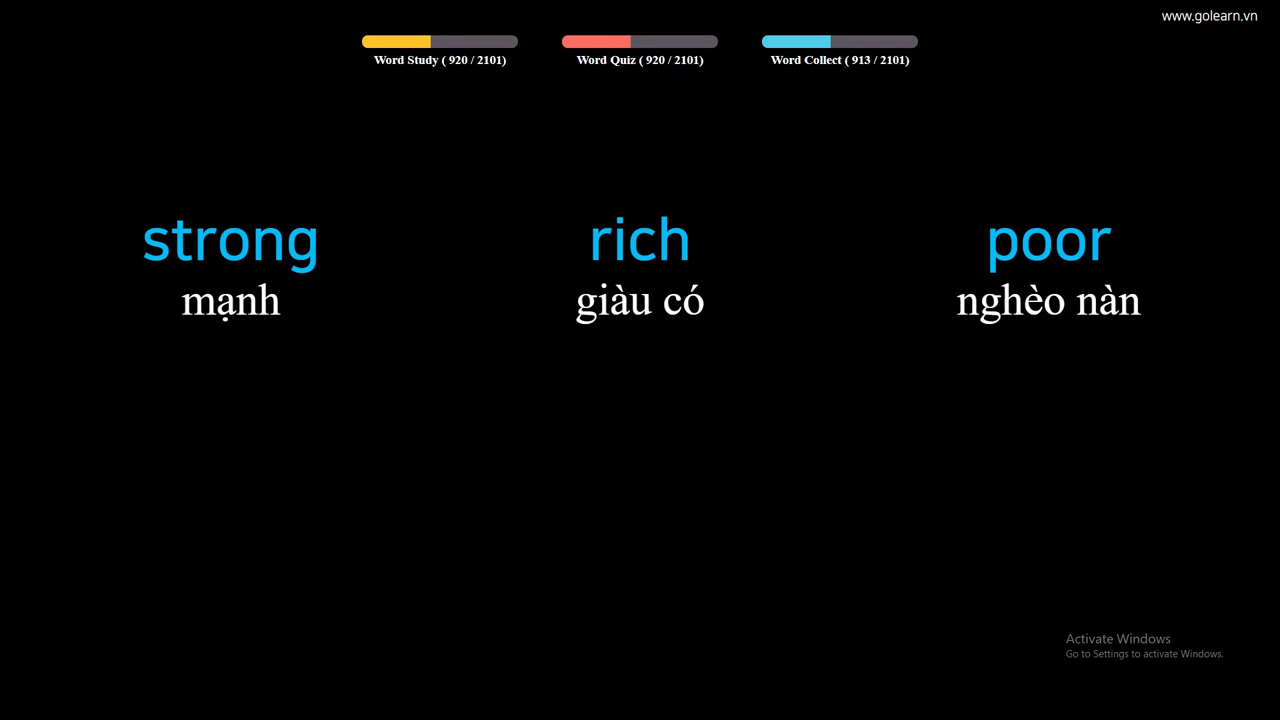 www.golearn.vn
Word Study ( 920 / 2101)
Word Quiz ( 920 / 2101)
Word Collect ( 913 / 2101)
strong
rich
poor
mạnh
giàu có
nghèo nàn
Activate Windows
Go to Settings to activate Windows.